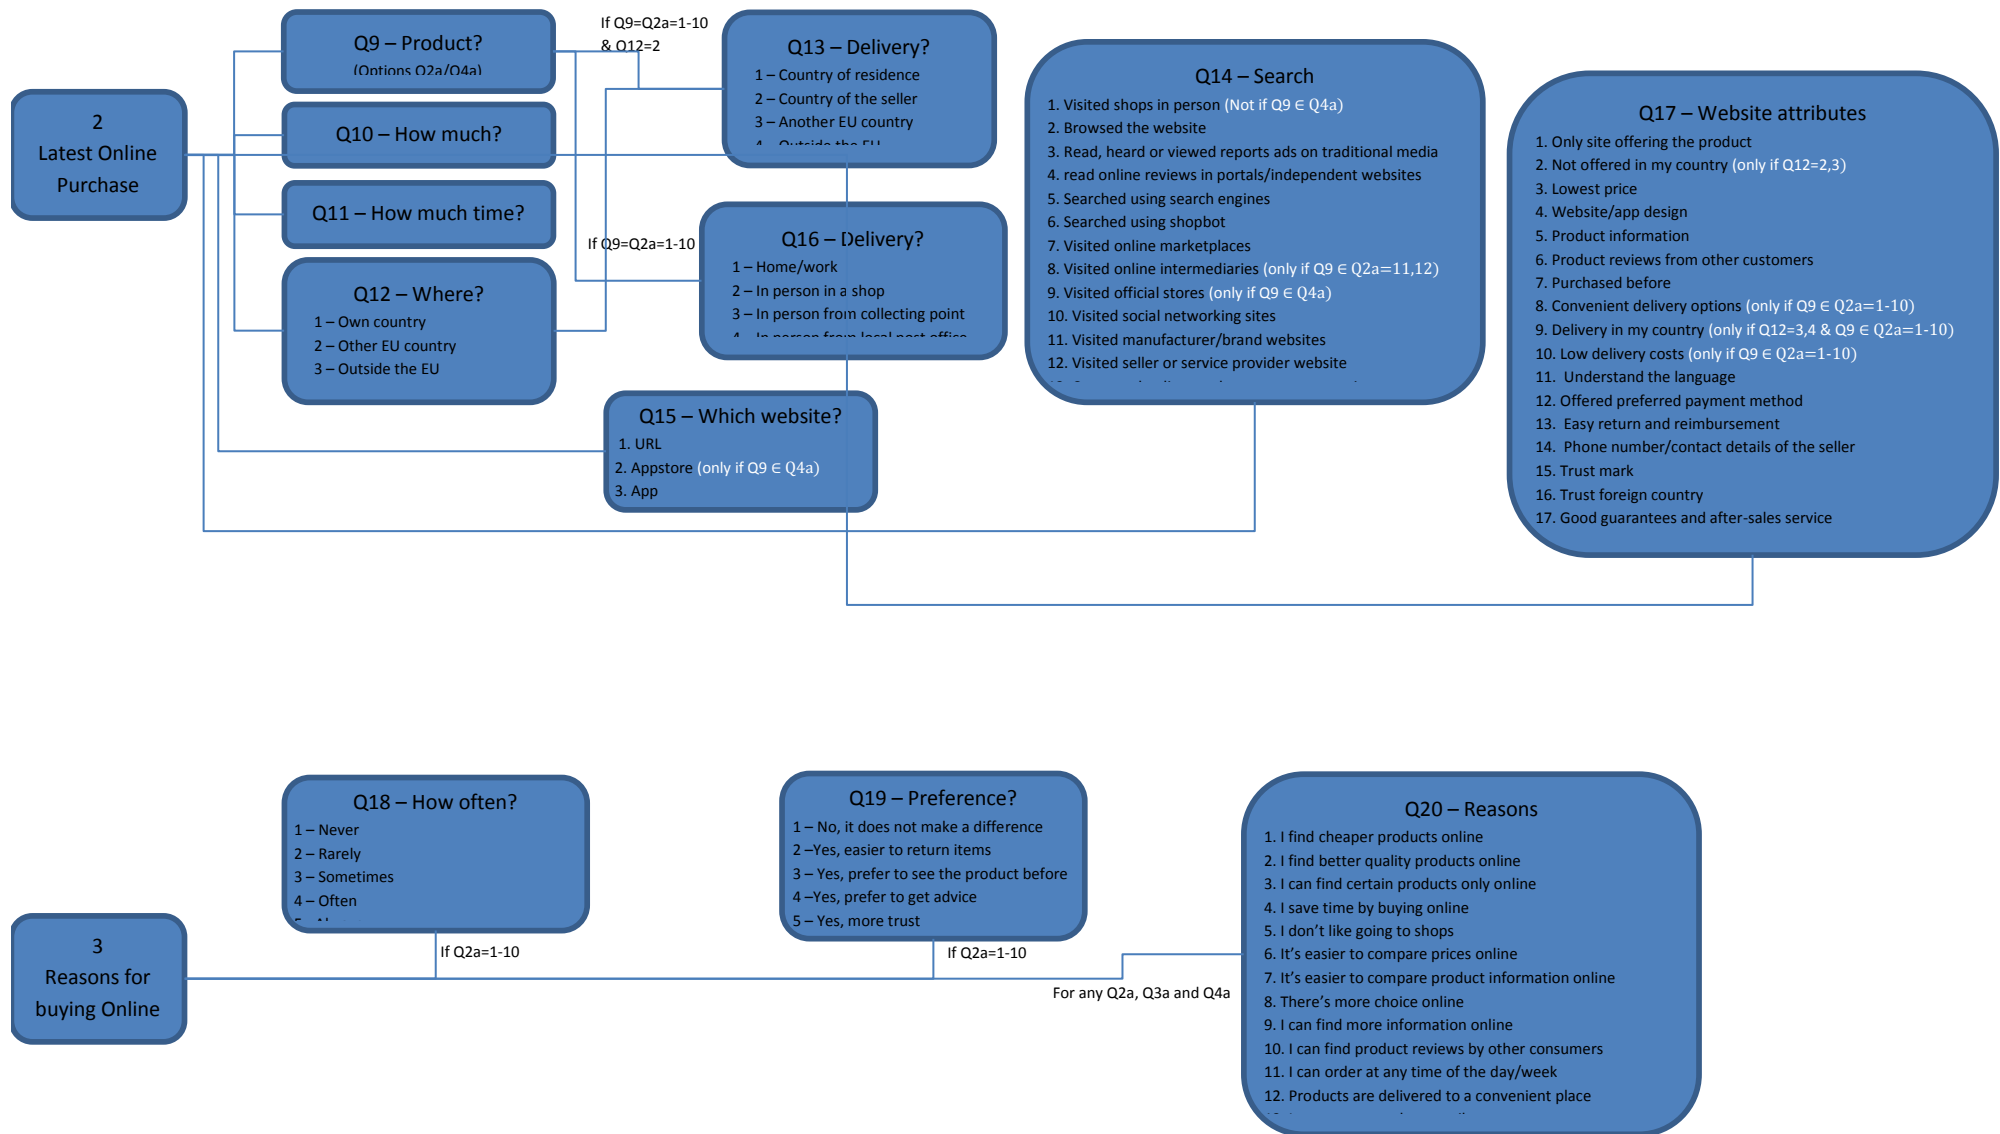 2
Latest Online
Purchase
Q9 – Product?
(Options Q2a/Q4a)
Q10 – How much?
Q11 – How much time?
Q12 – Where?
1 – Own country
2 – Other EU country
3 – Outside the EU
If Q9=Q2a=1-10
& Q12=2
Q13 – Delivery?
1 – Country of residence
2 – Country of the seller
3 – Another EU country
4 – Outside the EU
If Q9=Q2a=1-10
Q16 – Delivery?
1 – Home/work
2 – In person in a shop
3 – In person from collecting point
4 – In person from local post office
Q15 – Which website?
1. URL
2. Appstore (only if Q9 ∈ Q4a)
3. App
Q14 – Search
1. Visited shops in person (Not if Q9 ∈ Q4a)
2. Browsed the website
3. Read, heard or viewed reports ads on traditional media
4. read online reviews in portals/independent websites
5. Searched using search engines
6. Searched using shopbot
7. Visited online marketplaces
8. Visited online intermediaries (only if Q9 ∈ Q2a=11,12)
9. Visited official stores (only if Q9 ∈ Q4a)
10. Visited social networking sites
11. Visited manufacturer/brand websites
12. Visited seller or service provider website
Q17 – Website attributes
1. Only site offering the product
2. Not offered in my country (only if Q12=2,3)
3. Lowest price
4. Website/app design
5. Product information
6. Product reviews from other customers
7. Purchased before
8. Convenient delivery options (only if Q9 ∈ Q2a=1-10)
9. Delivery in my country (only if Q12=3,4 & Q9 ∈ Q2a=1-10)
10. Low delivery costs (only if Q9 ∈ Q2a=1-10)
11. Understand the language
12. Offered preferred payment method
13. Easy return and reimbursement
14. Phone number/contact details of the seller
15. Trust mark
16. Trust foreign country
17. Good guarantees and after-sales service
3
Reasons for
buying Online
Q18 – How often?
1 – Never
2 – Rarely
3 – Sometimes
4 – Often
If Q2a=1-10
Q19 – Preference?
1 – No, it does not make a difference
2 –Yes, easier to return items
3 – Yes, prefer to see the product before
4 –Yes, prefer to get advice
5 – Yes, more trust
If Q2a=1-10
For any Q2a, Q3a and Q4a
Q20 – Reasons
1. I find cheaper products online
2. I find better quality products online
3. I can find certain products only online
4. I save time by buying online
5. I don't like going to shops
6. It's easier to compare prices online
7. It's easier to compare product information online
8. There's more choice online
9. I can find more information online
10. I can find product reviews by other consumers
11. I can order at any time of the day/week
12. Products are delivered to a convenient place